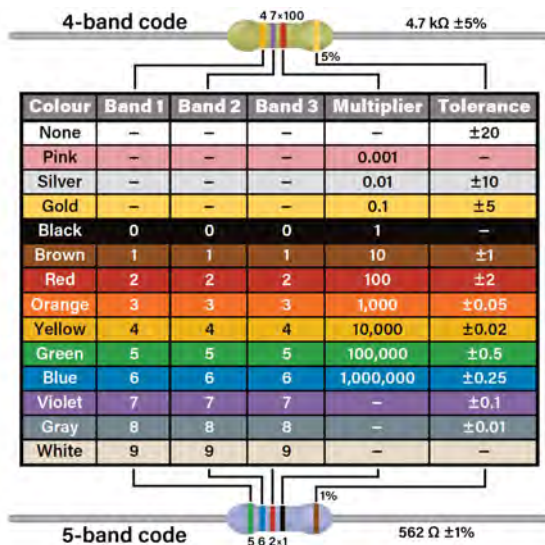 4-band code
4 7×100
4.7 kΩ ±5%
5%
Colour Band 1 Band 2 Band 3 Multiplier Tolerance
None – – – – ±20
Pink – – – 0.001 –
Silver – – – 0.01 ±10
Gold – – – 0.1 ±5
Black 0 0 0 1 –
Brown 1 1 1 10 ±1
Red 2 2 2 100 ±2
Orange 3 3 3 1,000 ±0.05
Yellow 4 4 4 10,000 ±0.02
Green 5 5 5 100,000 ±0.5
Blue 6 6 6 1,000,000 ±0.25
Violet 7 7 7 – ±0.1
Gray 8 8 8 – ±0.01
White 9 9 9 – –
1%
5-band code
5 6 2×1
562 Ω ±1%